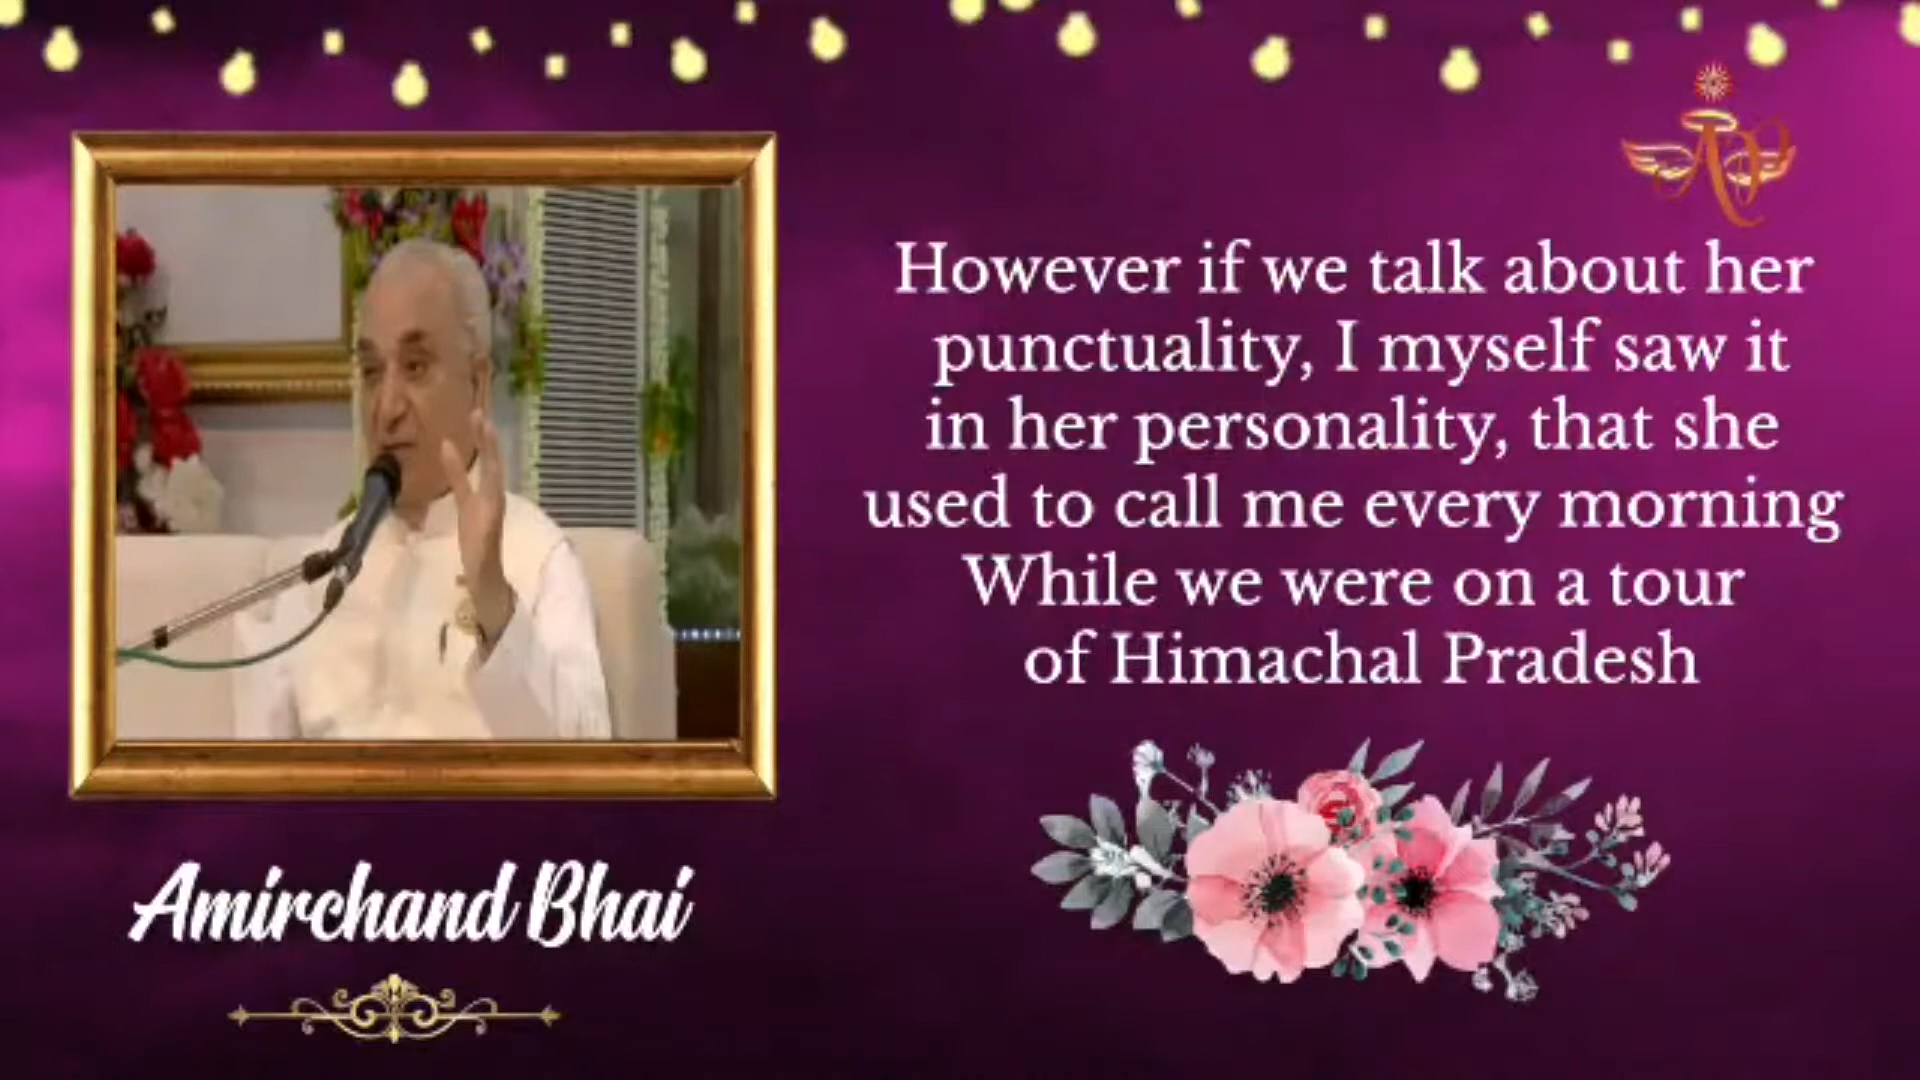 However if we talk about her
punctuality, I myself saw it
in her personality, that she
used to call me every morning
While we were on a tour
of Himachal Pradesh
Amirchand Bhai